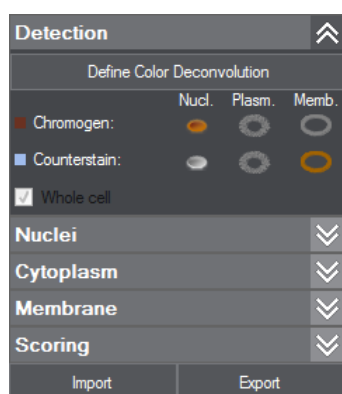 Detection
Define Color Deconvolution
Nucl. Plasm. Memb.
Chromogen:
Counterstain:
Whole cell
Nuclei
Cytoplasm
Membrane
Scoring
Import Export